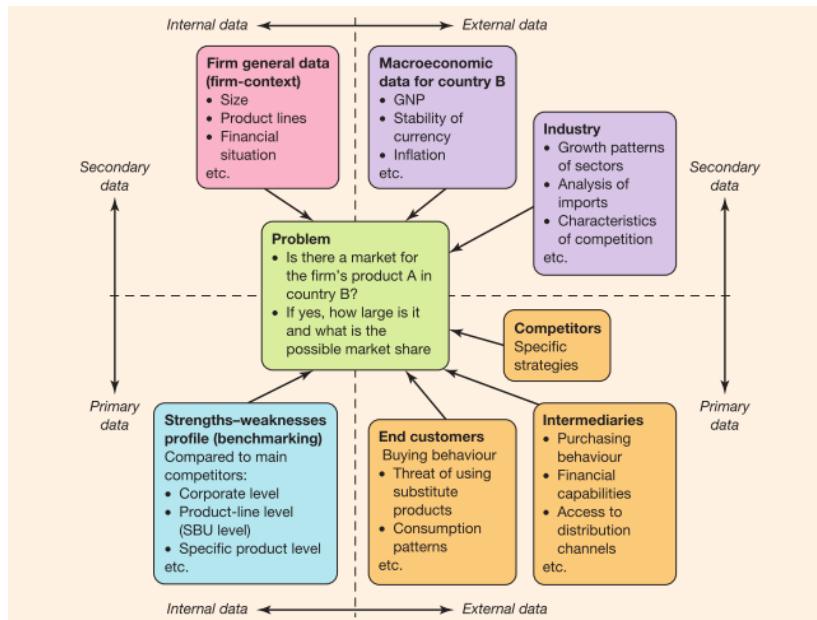 Internal data
External data
Firm general data
(firm-context)
• Size
• Product lines
• Financial
situation
etc.
Macroeconomic
data for country B
• GNP
• Stability of
currency
• Inflation
etc.
Industry
• Growth patterns
of sectors
• Analysis of
imports
• Characteristics
of competition
etc.
Secondary
data
Secondary
data
Problem
• Is there a market for
the firm's product A in
country B?
• If yes, how large is it
and what is the
possible market share
Competitors
Specific
strategies
Primary
data
Primary
data
Strengths–weaknesses
profile (benchmarking)
Compared to main
competitors:
• Corporate level
• Product-line level
(SBU level)
• Specific product level
etc.
End customers
Buying behaviour
• Threat of using
substitute
products
• Consumption
patterns
etc.
Intermediaries
• Purchasing
behaviour
• Financial
capabilities
• Access to
distribution
channels
etc.
Internal data
External data